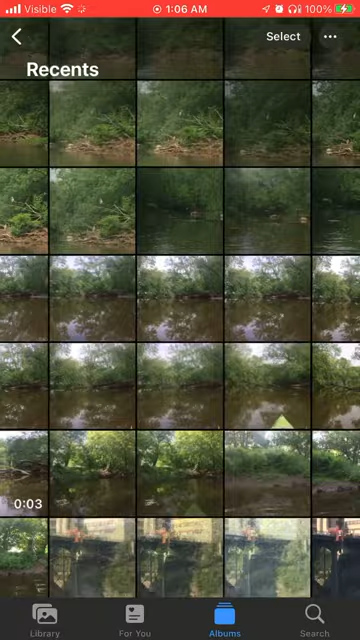 Visible 1:06 AM 100%
Select
Recents
0:03
Library For You Albums Search